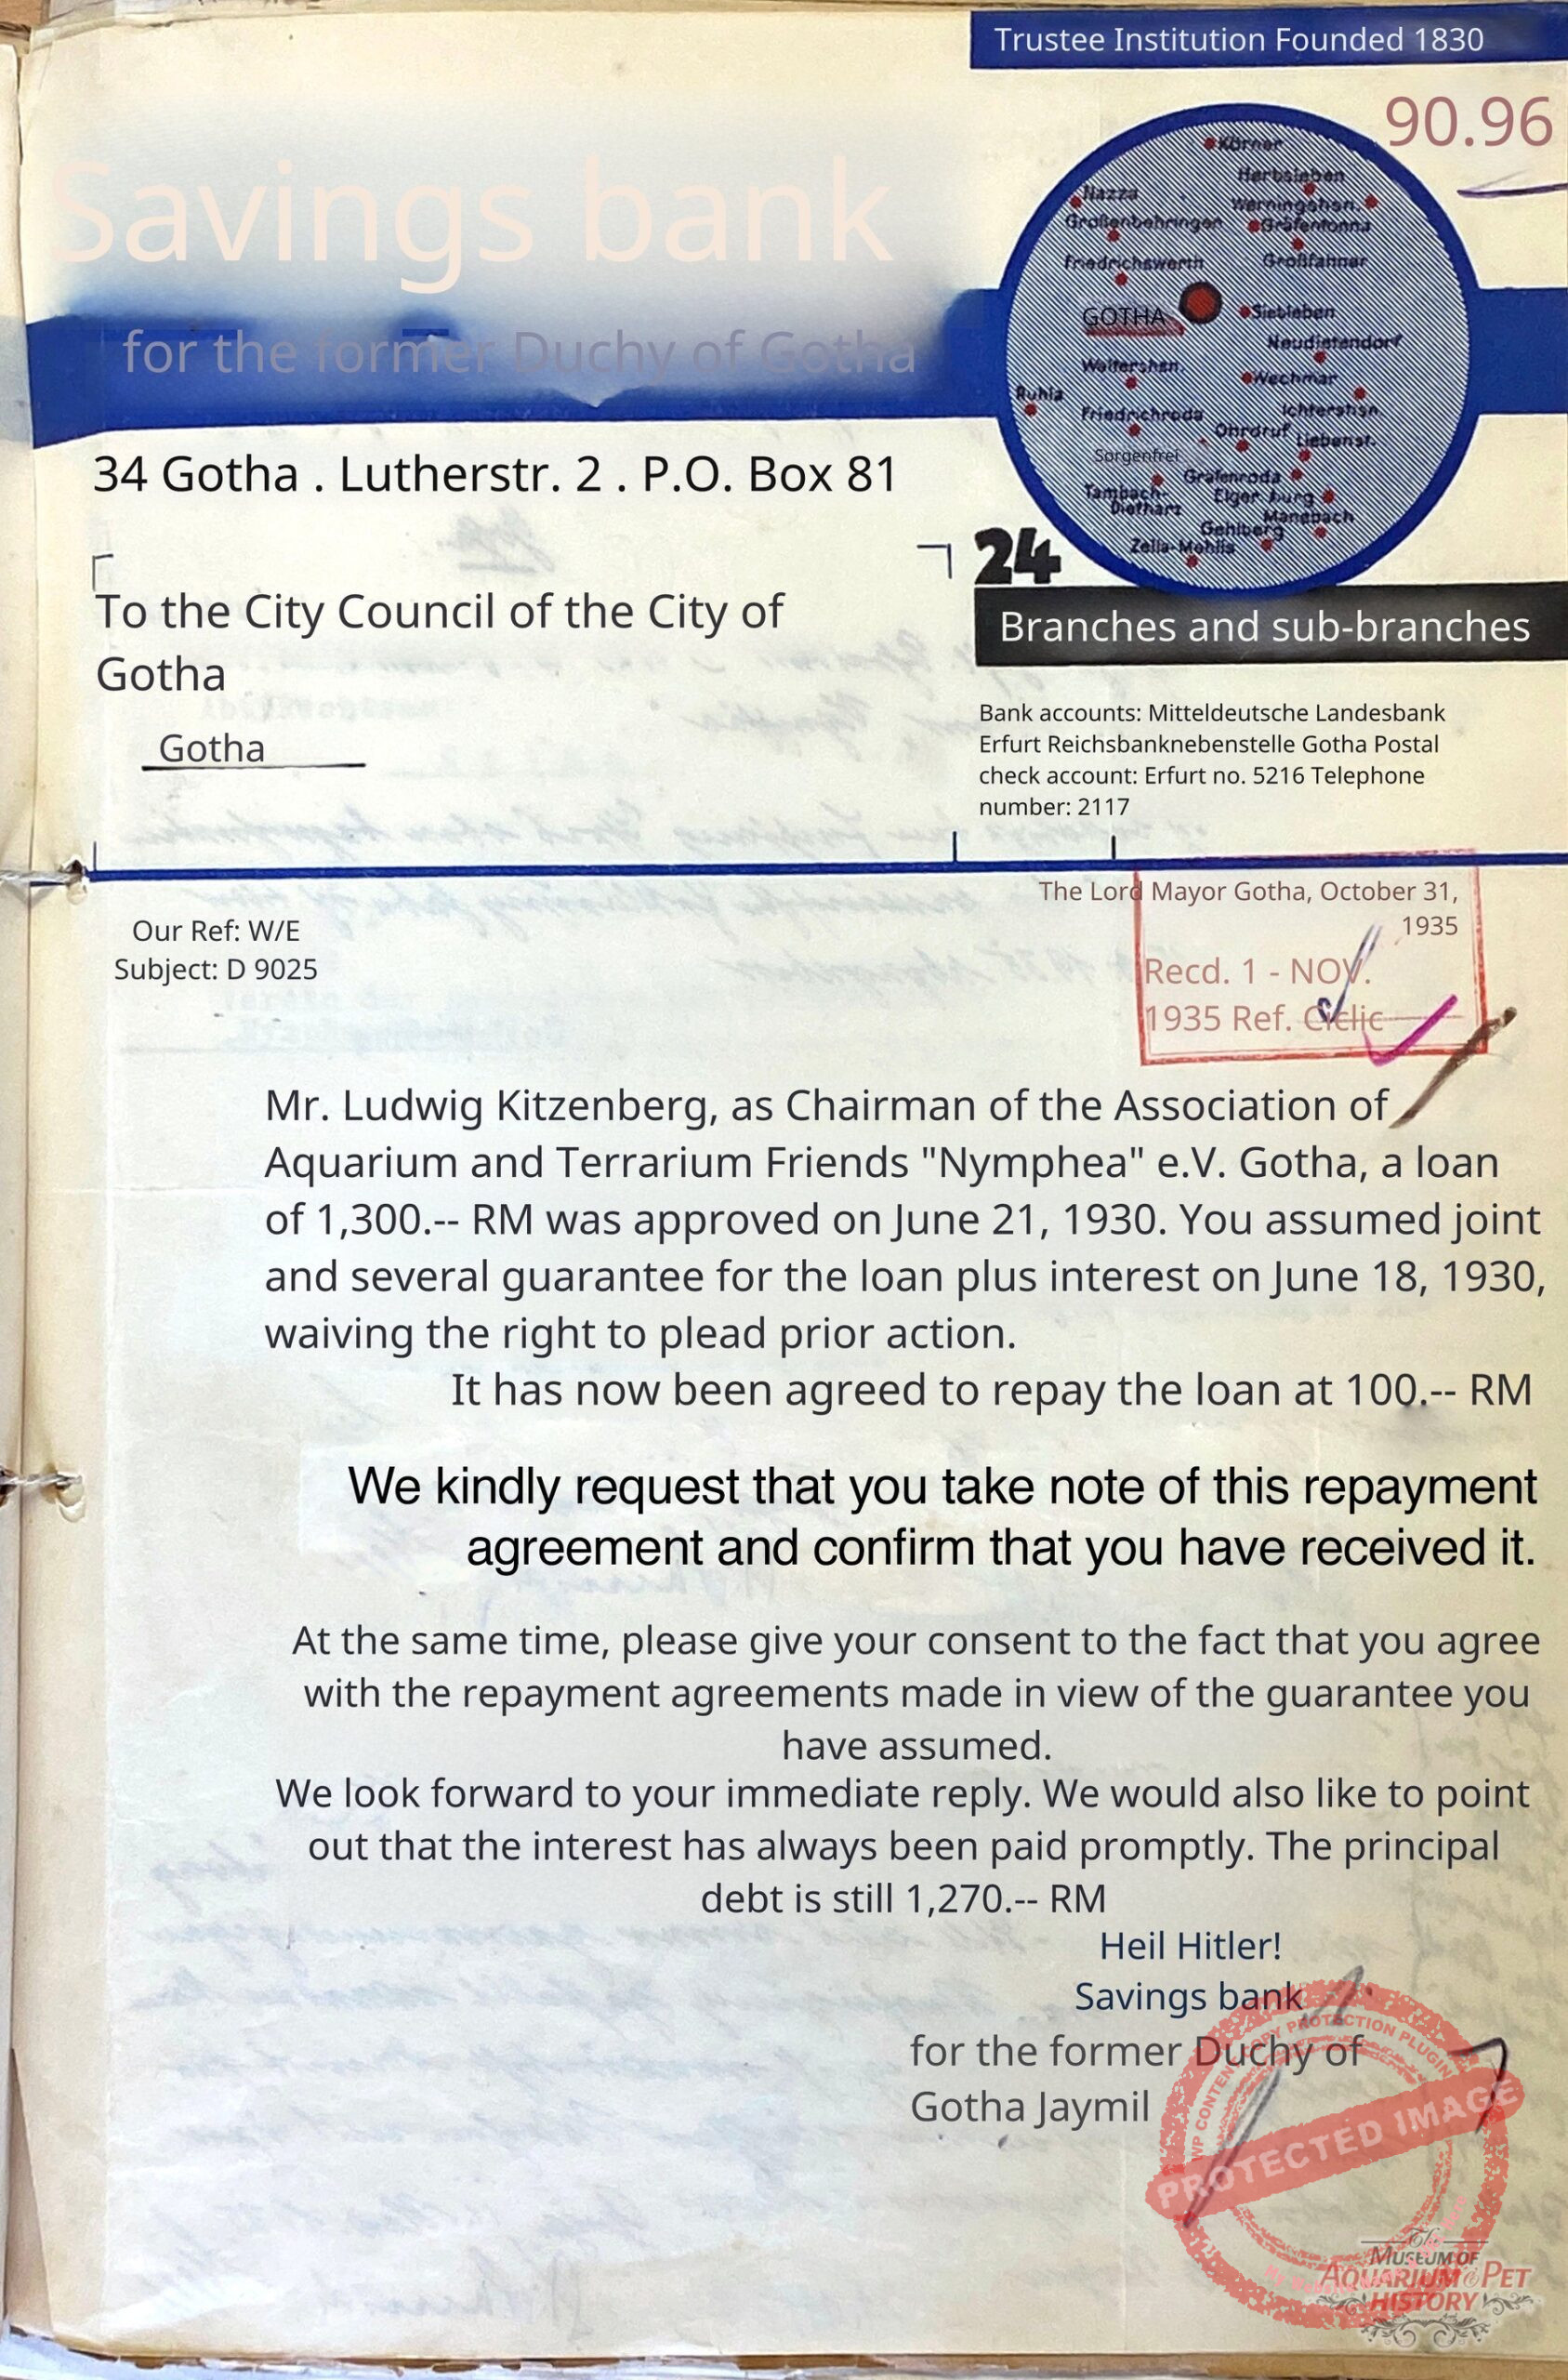 Trustee Institution Founded 1830
90.96
Savings bank
for the former Duchy of Gotha
34 Gotha . Lutherstr. 2 . P.O. Box 81
Körner
Herbsleben
Nazza
Werningshsn.
Großenbehringen
Gräfentonna
Friedrichswerth
Großfahner
GOTHA
Siebleben
Neudietendorf
Waltershsn.
Wechmar
Ruhla
Friedrichroda
Ichtershsn.
Ohrdruf
Liebenst.
Sorgenfrei
Gräfenroda
Tambach-
Dietharz
Elgersburg
Manebach
Gehlberg
Zella-Mehlis
24
Branches and sub-branches
To the City Council of the City of
Gotha
Gotha
Bank accounts: Mitteldeutsche Landesbank
Erfurt Reichsbanknebenstelle Gotha Postal
check account: Erfurt no. 5216 Telephone
number: 2117
The Lord Mayor Gotha, October 31,
1935
Our Ref: W/E
Subject: D 9025
Recd. 1 - NOV.
1935 Ref. Ciclic
Mr. Ludwig Kitzenberg, as Chairman of the Association of
Aquarium and Terrarium Friends "Nymphea" e.V. Gotha, a loan
of 1,300.-- RM was approved on June 21, 1930. You assumed joint
and several guarantee for the loan plus interest on June 18, 1930,
waiving the right to plead prior action.
It has now been agreed to repay the loan at 100.-- RM
We kindly request that you take note of this repayment
agreement and confirm that you have received it.
At the same time, please give your consent to the fact that you agree
with the repayment agreements made in view of the guarantee you
have assumed.
We look forward to your immediate reply. We would also like to point
out that the interest has always been paid promptly. The principal
debt is still 1,270.-- RM
Heil Hitler!
Savings bank
for the former Duchy of
Gotha Jaymil
WP CONTENT COPY PROTECTION PLUGIN
PROTECTED IMAGE
The
MUSEUM OF
AQUARIUM & PET
HISTORY